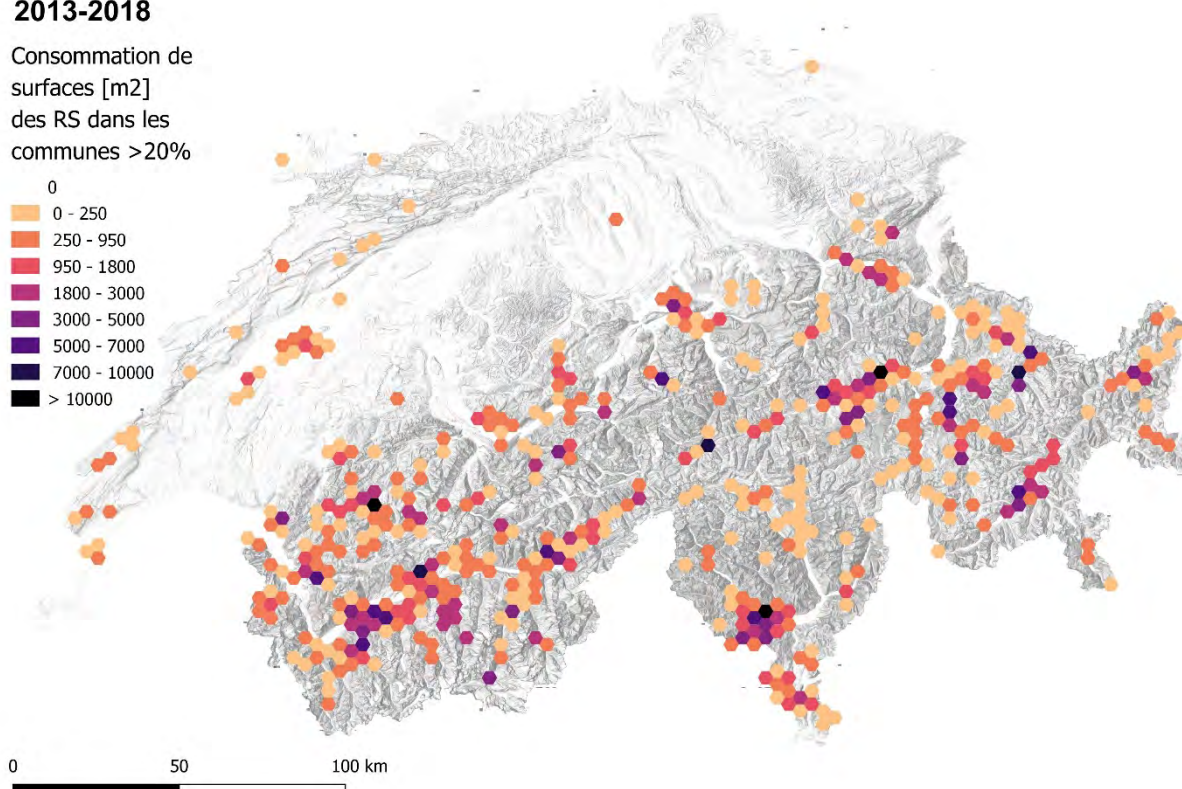 2013-2018
Consommation de
surfaces [m2]
des RS dans les
communes >20%
0
0 - 250
250 - 950
950 - 1800
1800 - 3000
3000 - 5000
5000 - 7000
7000 - 10000
> 10000
0 50 100 km